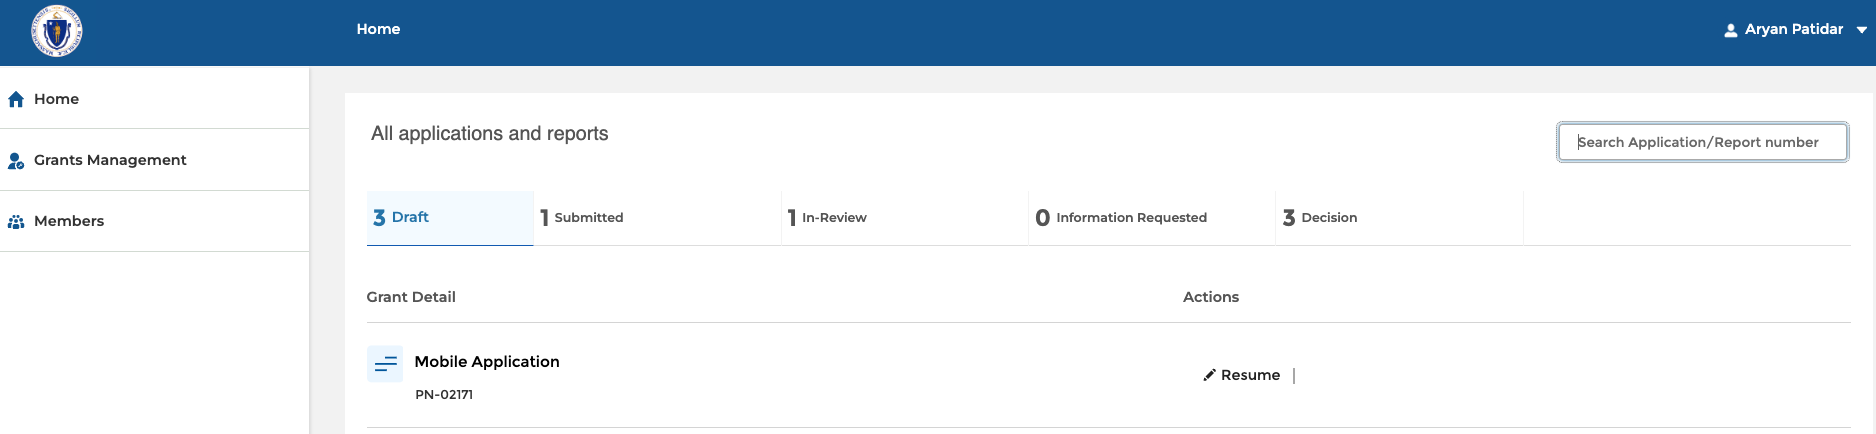 Home
Aryan Patidar
Home
Grants Management
Members
All applications and reports
Search Application/Report number
3 Draft
1 Submitted
1 In-Review
0 Information Requested
3 Decision
Grant Detail
Actions
Mobile Application
PN-02171
Resume |